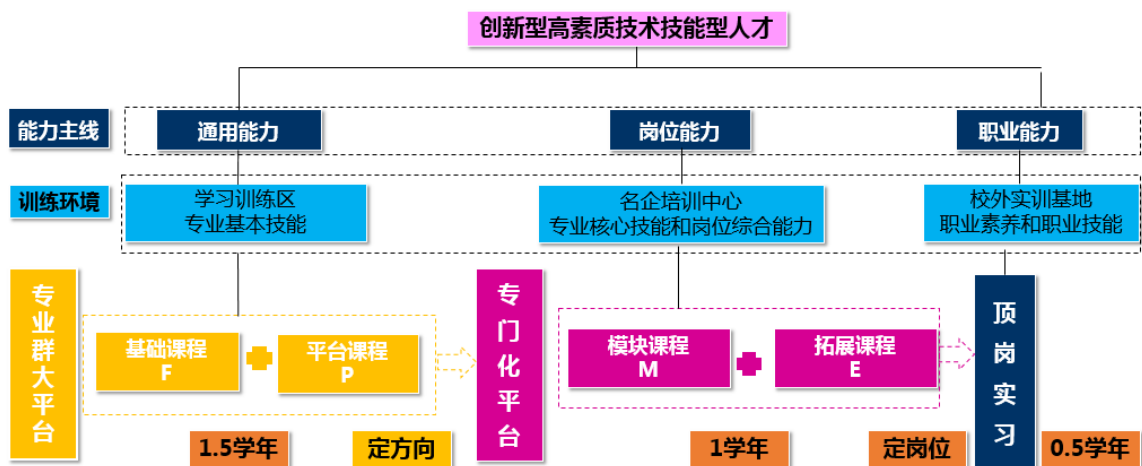 创新型高素质技术技能型人才
能力主线
通用能力
岗位能力
职业能力
训练环境
学习训练区
专业基本技能
名企培训中心
专业核心技能和岗位综合能力
校外实训基地
职业素养和职业技能
专业群大平台
基础课程
F
平台课程
P
专门化平台
模块课程
M
拓展课程
E
顶岗实习
1.5学年
定方向
1学年
定岗位
0.5学年